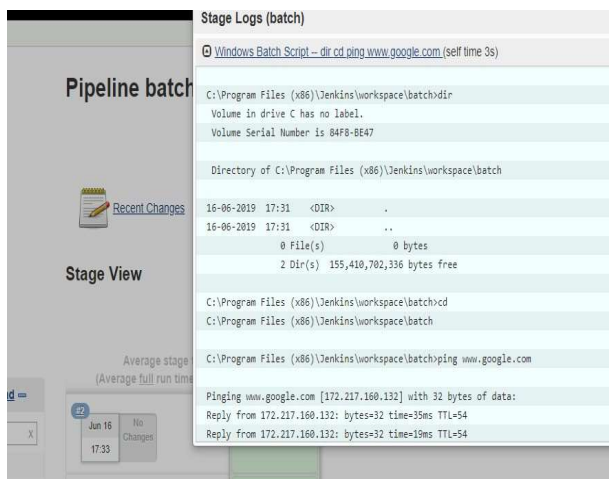 Stage Logs (batch)
Windows Batch Script -- dir cd ping www.google.com (self time 3s)
C:\Program Files (x86)\Jenkins\workspace\batch>dir
Volume in drive C has no label.
Volume Serial Number is 84F8-BE47
Directory of C:\Program Files (x86)\Jenkins\workspace\batch
16-06-2019 17:31 <DIR> .
16-06-2019 17:31 <DIR> ..
0 File(s) 0 bytes
2 Dir(s) 155,410,702,336 bytes free
C:\Program Files (x86)\Jenkins\workspace\batch>cd
C:\Program Files (x86)\Jenkins\workspace\batch
C:\Program Files (x86)\Jenkins\workspace\batch>ping www.google.com
Pinging www.google.com [172.217.160.132] with 32 bytes of data:
Reply from 172.217.160.132: bytes=32 time=35ms TTL=54
Reply from 172.217.160.132: bytes=32 time=19ms TTL=54
Pipeline batch
Recent Changes
Stage View
Average stage
(Average full run time
d
X
#2
Jun 16
17:33
No
Changes